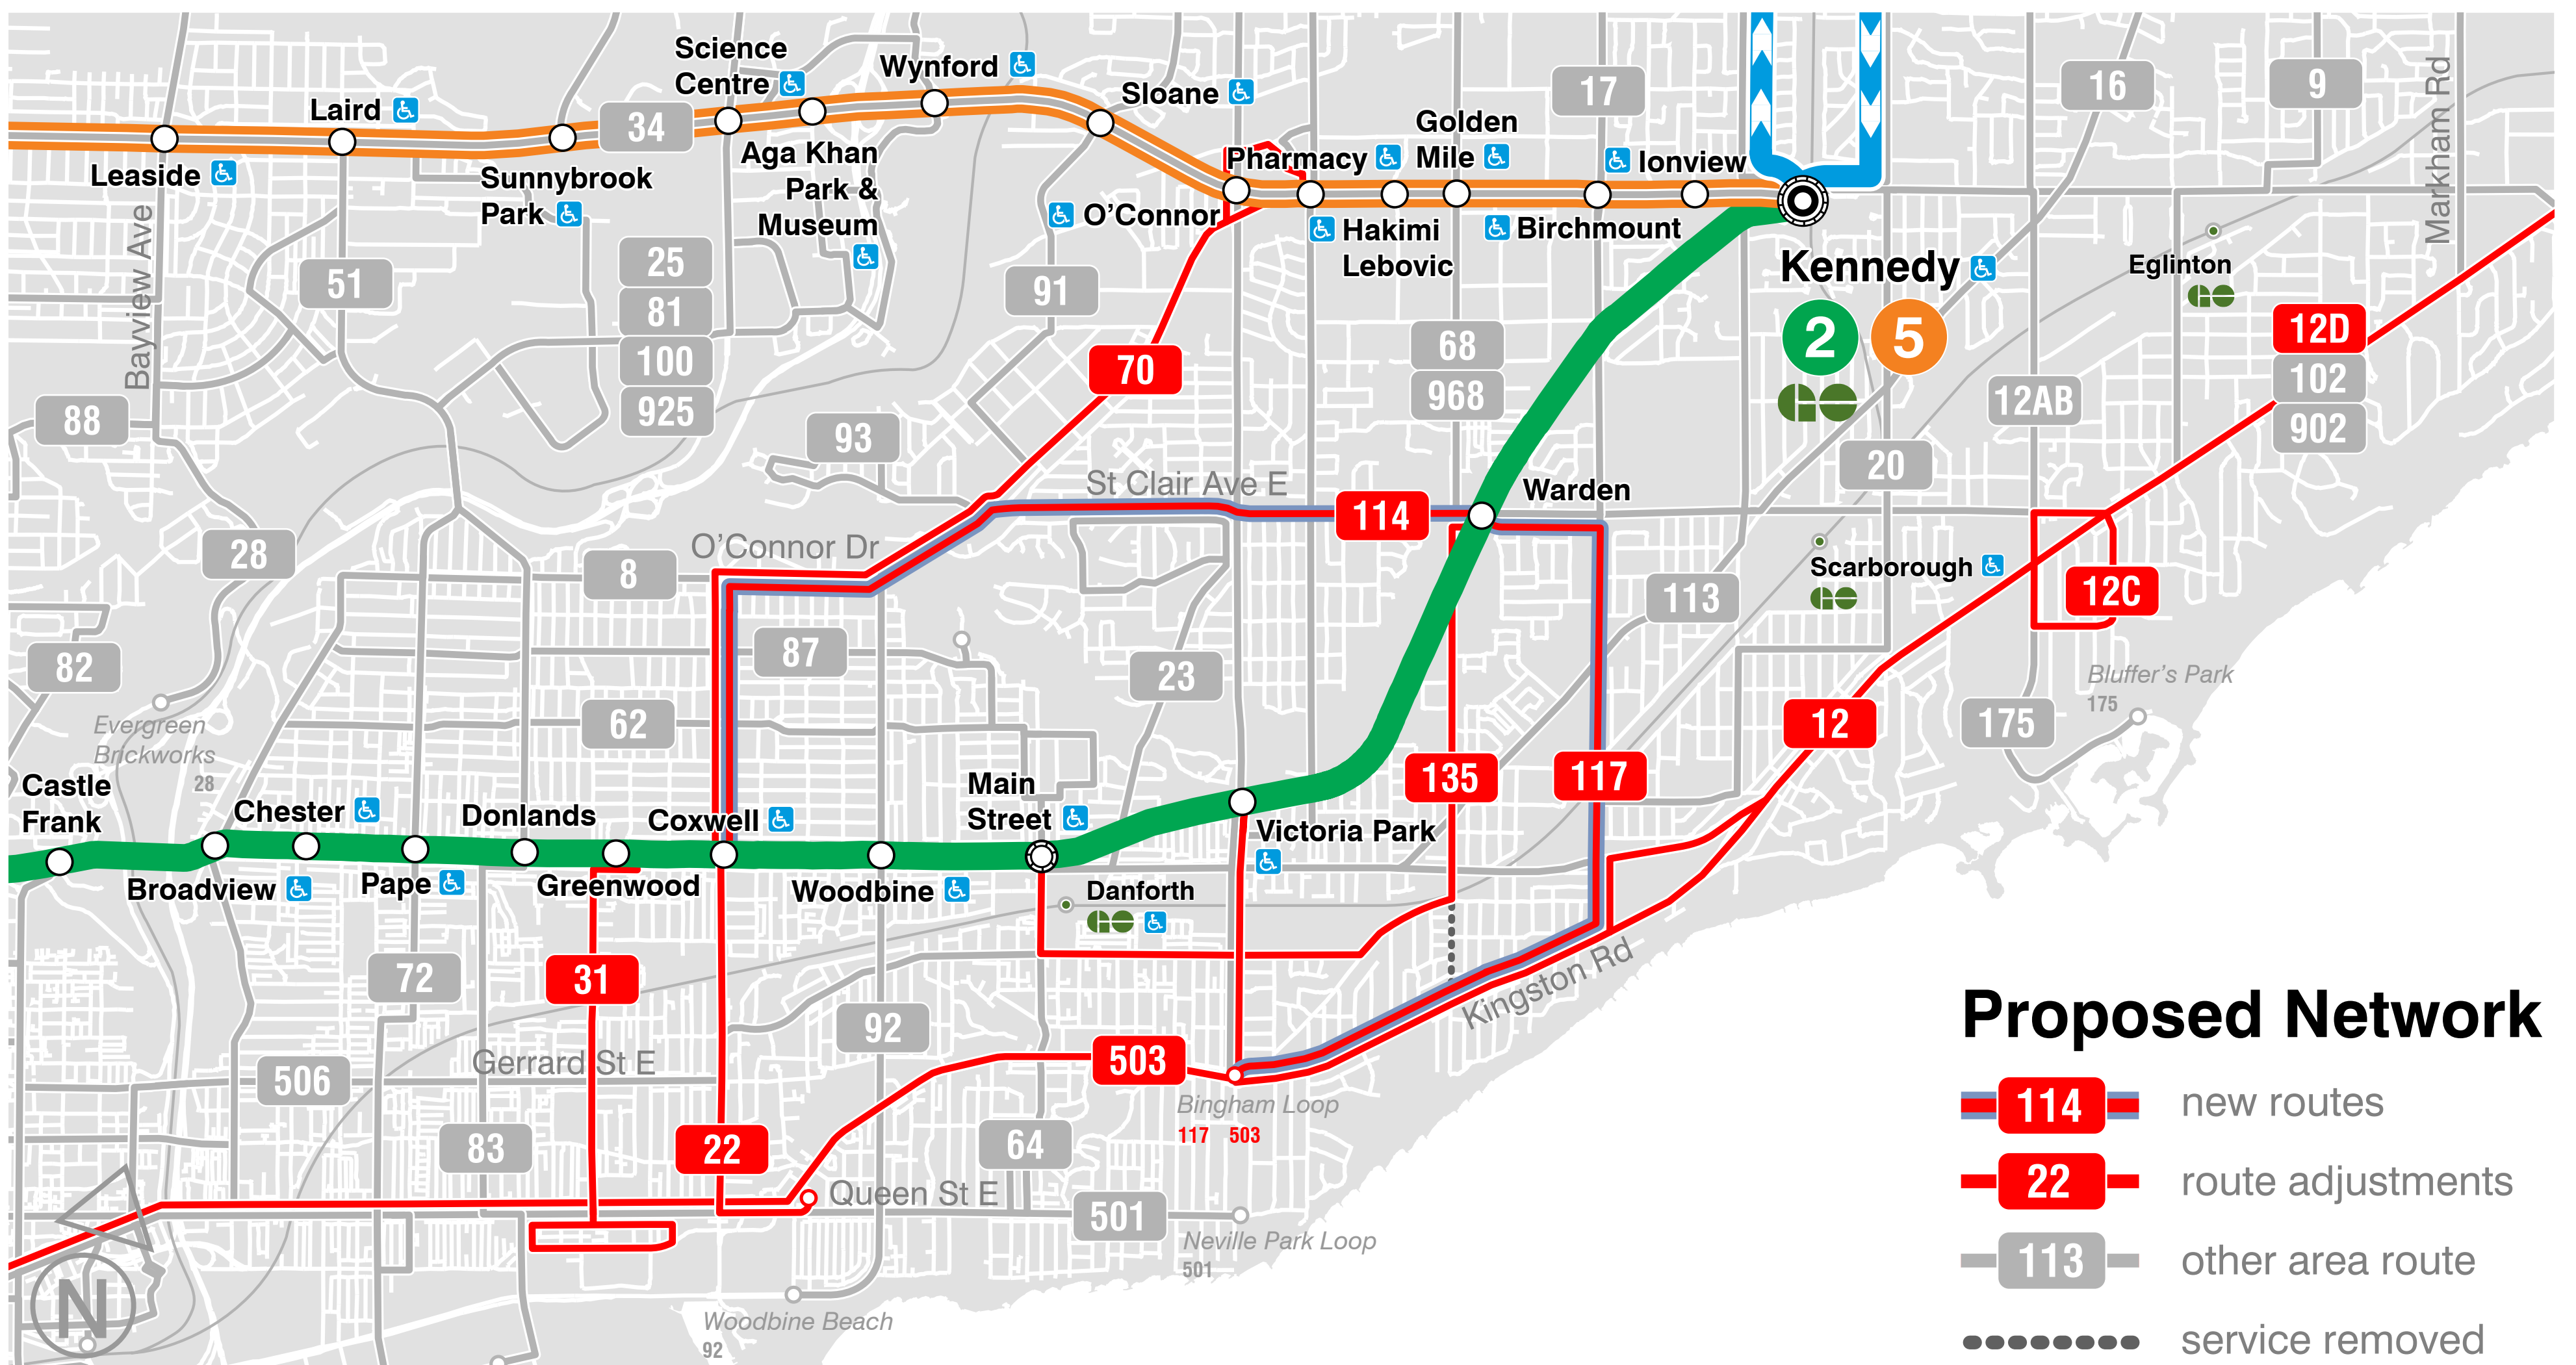 Science
Centre
Wynford
Sloane
17
16
9
Markham Rd
Laird
34
Golden
Mile
Pharmacy
Ionview
Leaside
Sunnybrook
Park
Aga Khan
Park &
Museum
O'Connor
Hakimi
Lebovic
Birchmount
Kennedy
2
5
Eglinton
Bayview Ave
51
25
81
100
925
91
70
68
968
12D
102
902
12AB
88
93
20
St Clair Ave E
114
Warden
28
O'Connor Dr
8
113
Scarborough
12C
82
87
23
Bluffer's Park
175
Evergreen
Brickworks
28
62
12
175
135
117
Castle
Frank
Chester
Donlands
Coxwell
Main
Street
Victoria Park
Broadview
Pape
Greenwood
Woodbine
Danforth
72
31
92
Kingston Rd
Gerrard St E
506
503
Bingham Loop
117 503
83
22
64
Queen St E
501
Neville Park Loop
501
Woodbine Beach
92
N
Proposed Network
114 new routes
22 route adjustments
113 other area route
service removed